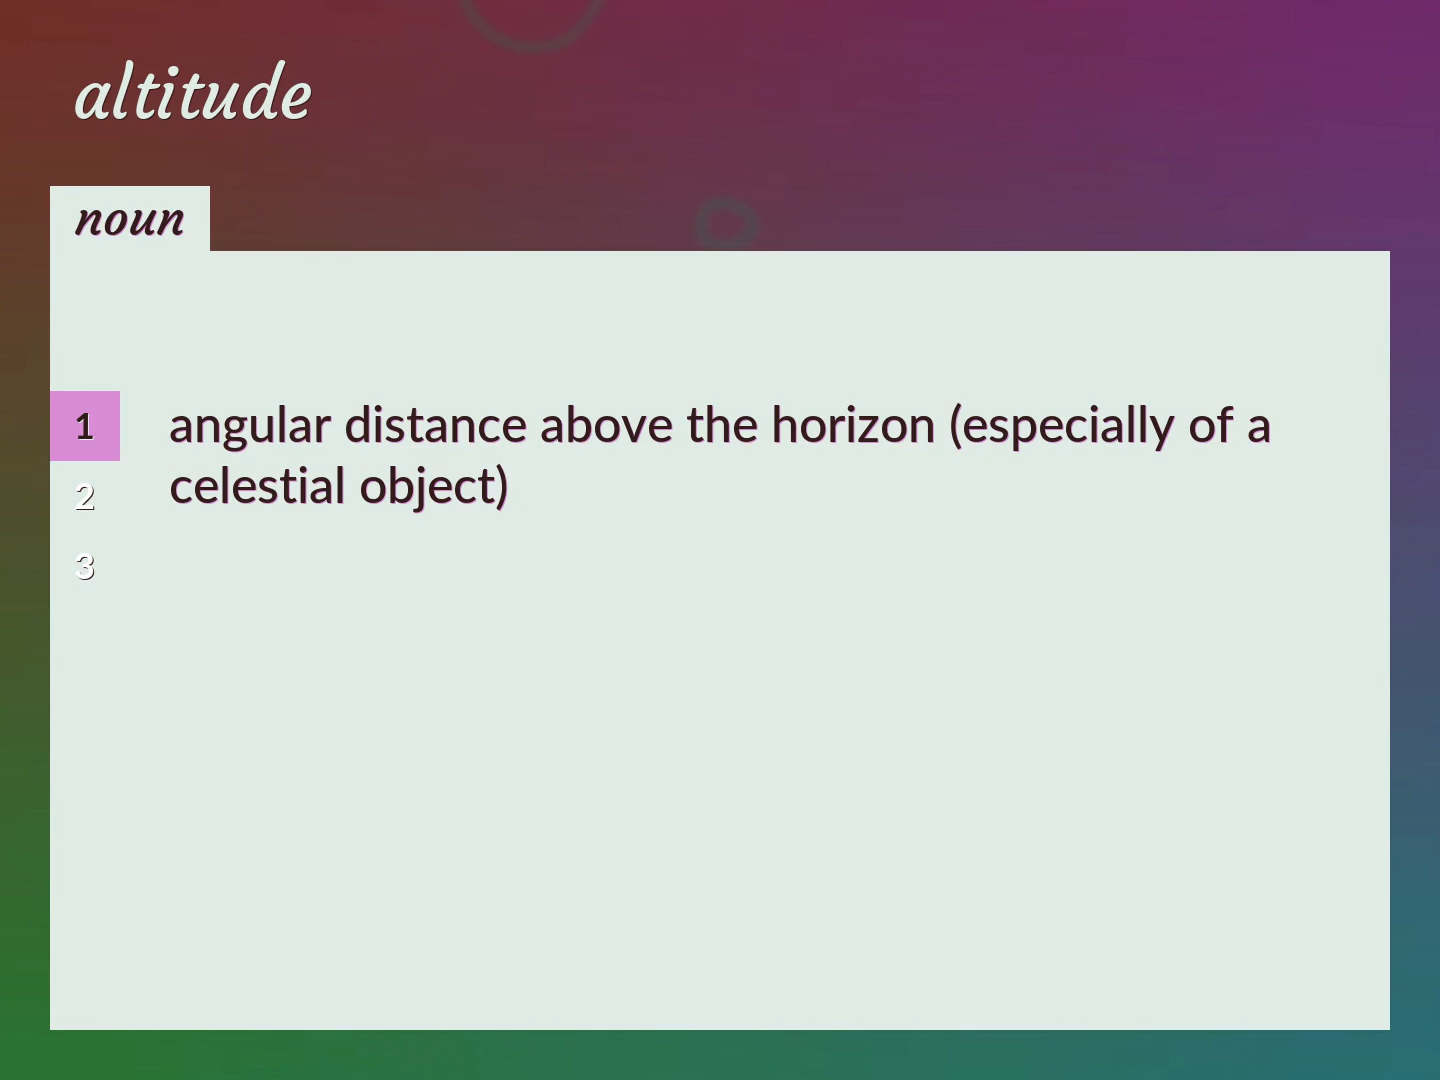 altitude
noun
1
angular distance above the horizon (especially of a
celestial object)
2
3